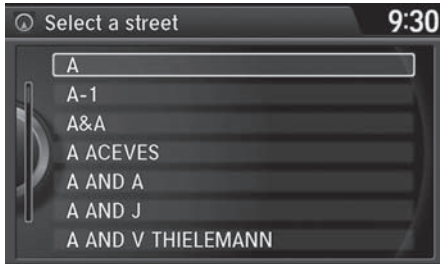 Select a street
9:30
A
A-1
A&A
A ACEVES
A AND A
A AND J
A AND V THIELEMANN